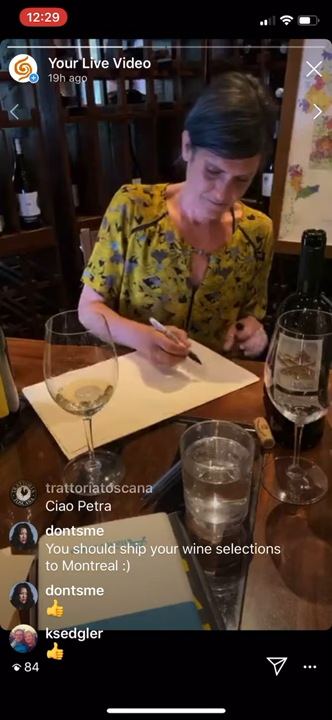 12:29
Your Live Video
19h ago
trattoriatoscana
Ciao Petra
dontsme
You should ship your wine selections
to Montreal :)
dontsme
👍
ksedgler
👍
84